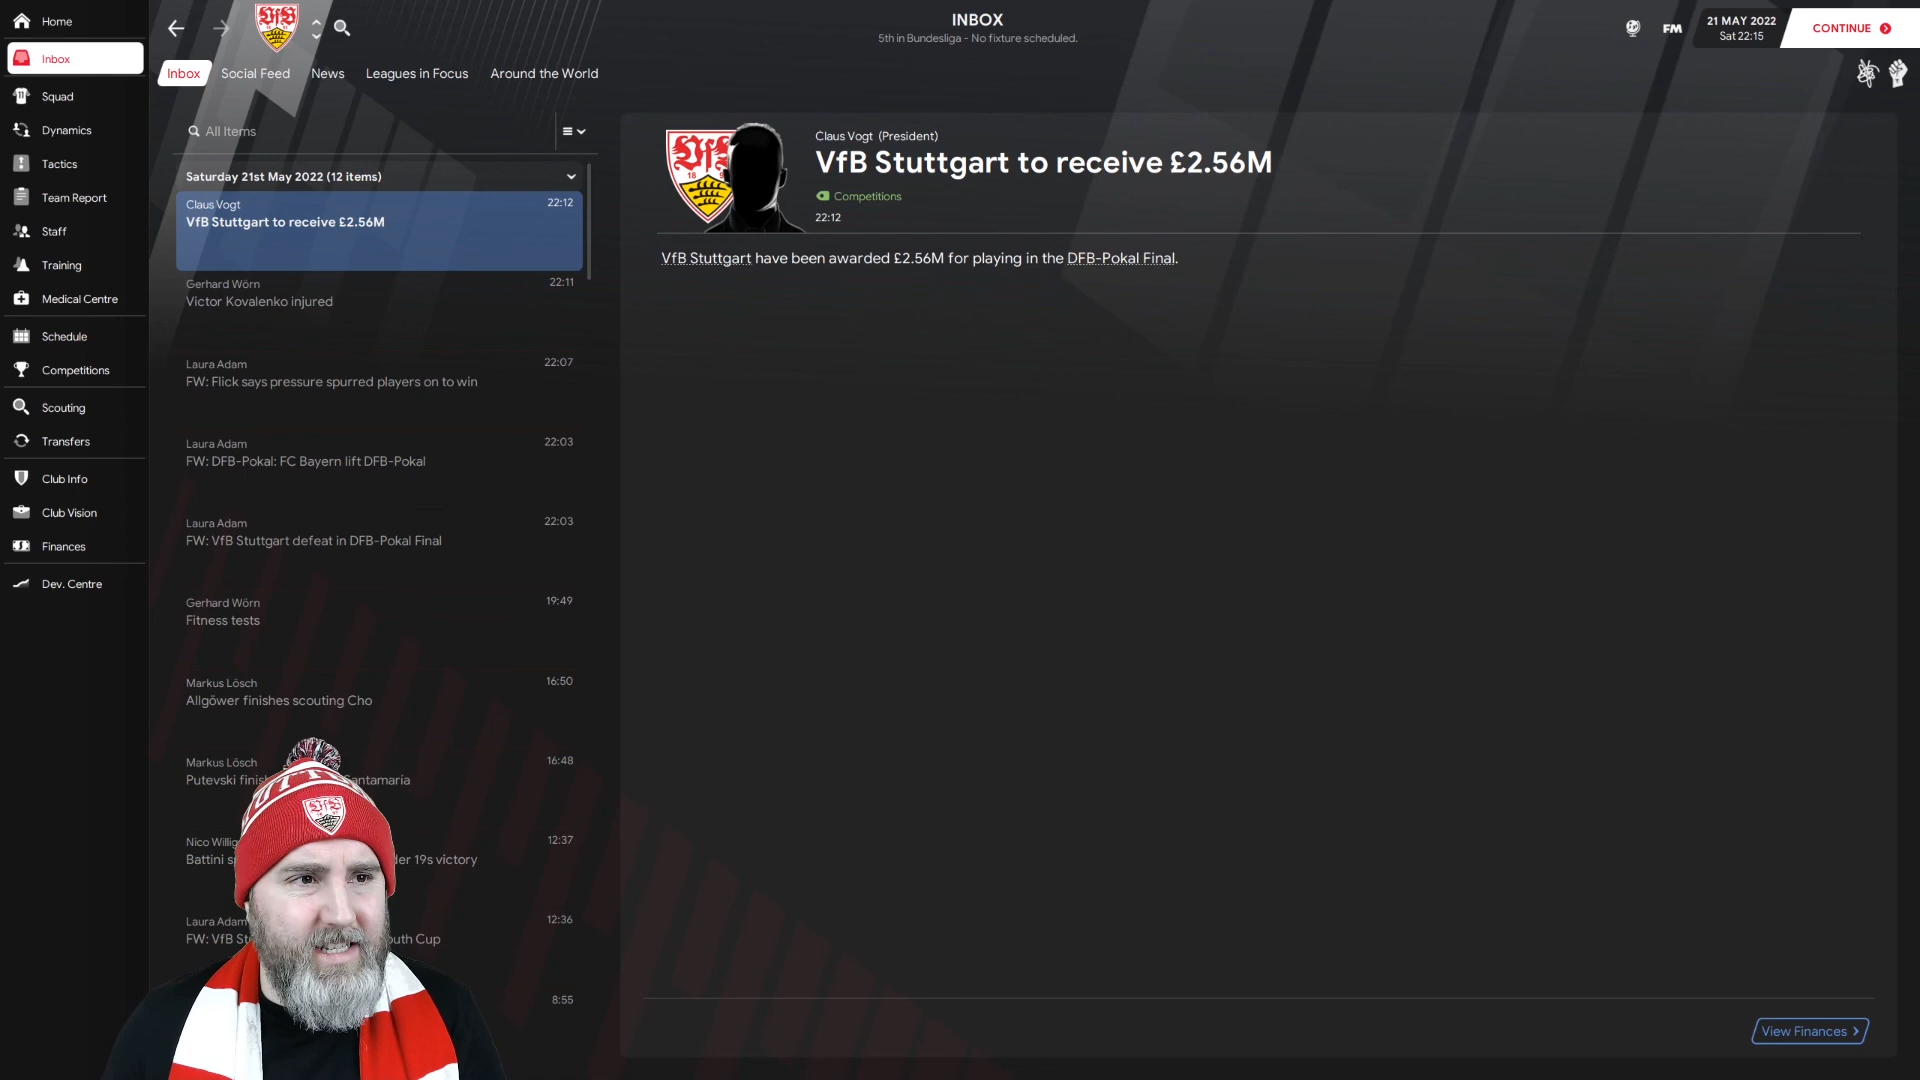 Home
Inbox
Squad
Dynamics
Tactics
Team Report
Staff
Training
Medical Centre
Schedule
Competitions
Scouting
Transfers
Club Info
Club Vision
Finances
Dev. Centre
INBOX
5th in Bundesliga - No fixture scheduled.
FM
21 MAY 2022
Sat 22:15
CONTINUE
Inbox Social Feed News Leagues in Focus Around the World
All Items
Saturday 21st May 2022 (12 items)
Claus Vogt 22:12
VfB Stuttgart to receive £2.56M
Gerhard Wörn 22:11
Victor Kovalenko injured
Laura Adam 22:07
FW: Flick says pressure spurred players on to win
Laura Adam 22:03
FW: DFB-Pokal: FC Bayern lift DFB-Pokal
Laura Adam 22:03
FW: VfB Stuttgart defeat in DFB-Pokal Final
Gerhard Wörn 19:49
Fitness tests
Markus Lösch 16:50
Allgöwer finishes scouting Cho
Markus Lösch 16:48
Putevski antamaría
Nico 12:37
Battini 19s victory
Laura Adam 12:36
FW: VfB Cup
8:55
Claus Vogt (President)
VfB Stuttgart to receive £2.56M
Competitions
22:12
VfB Stuttgart have been awarded £2.56M for playing in the DFB-Pokal Final.
View Finances
VfB